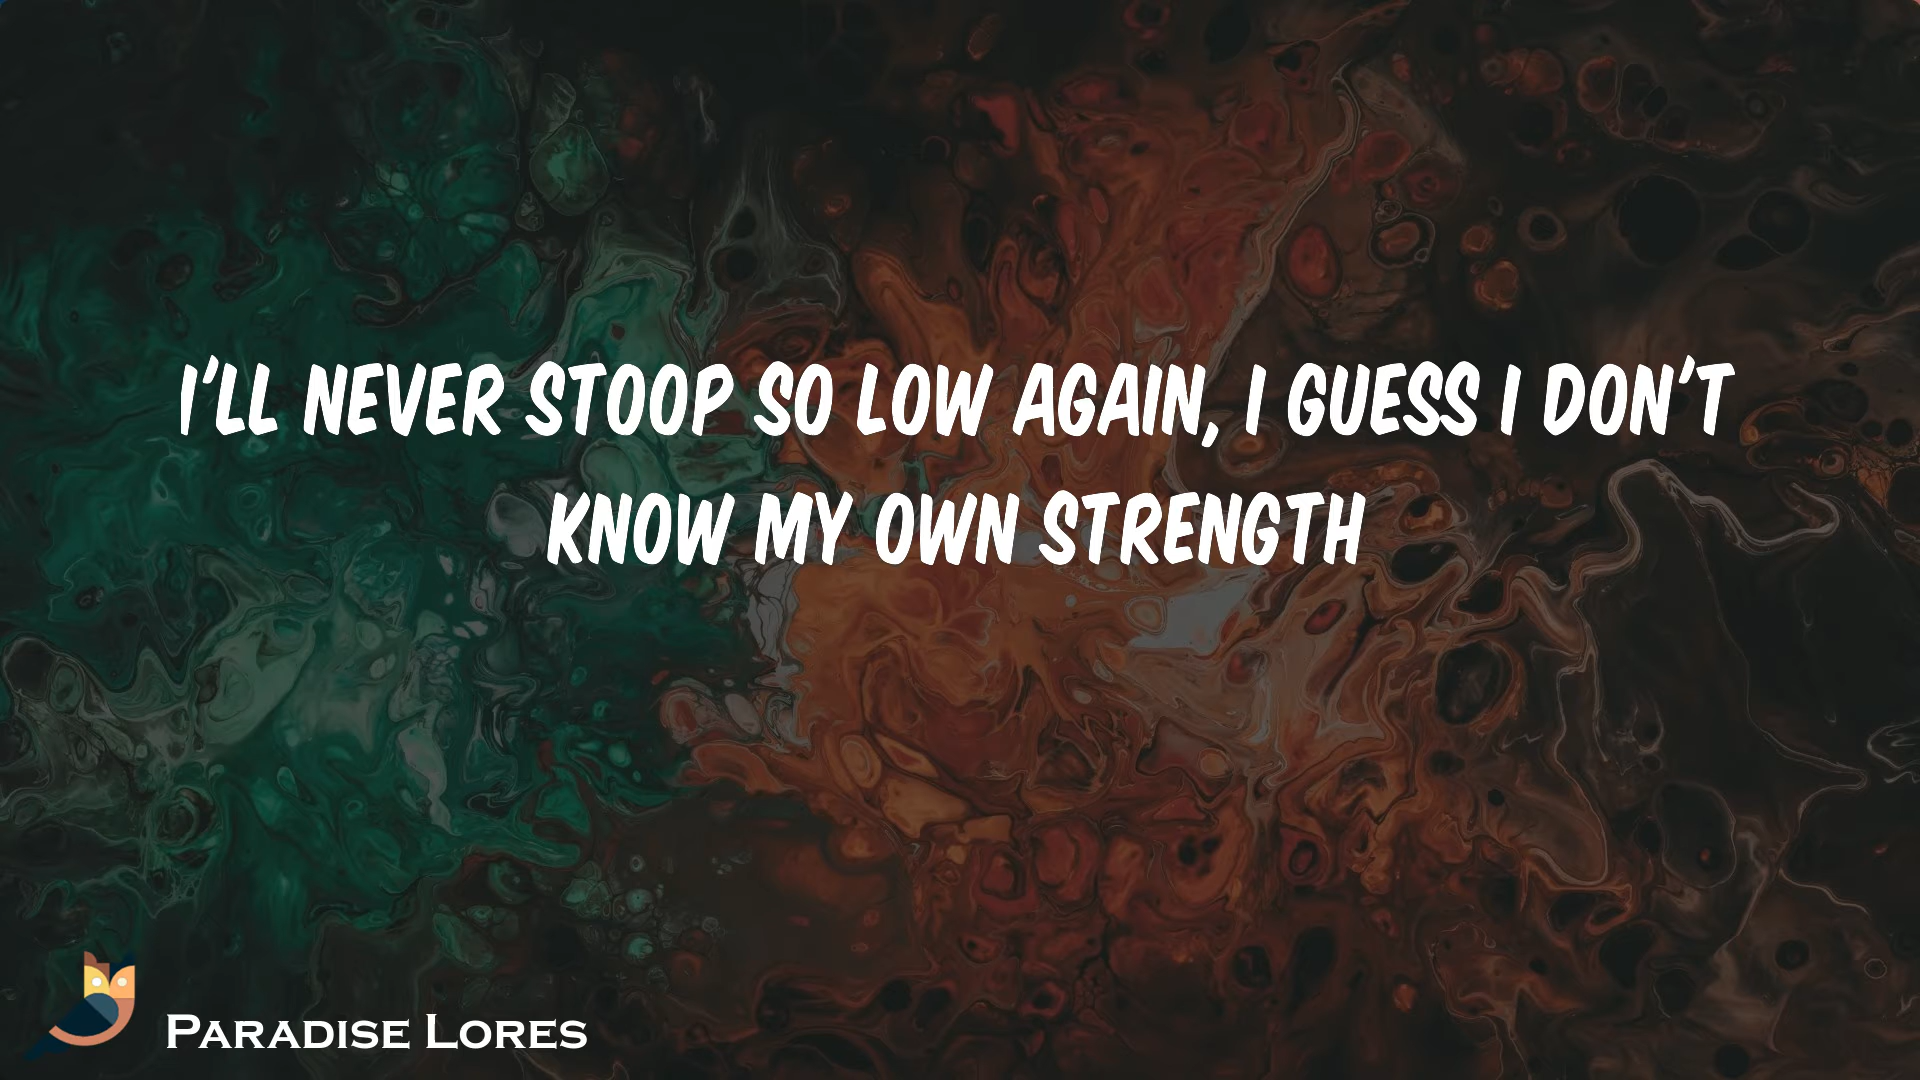 I'LL NEVER STOOP SO LOW AGAIN, I GUESS I DON'T
KNOW MY OWN STRENGTH
PARADISE LORES